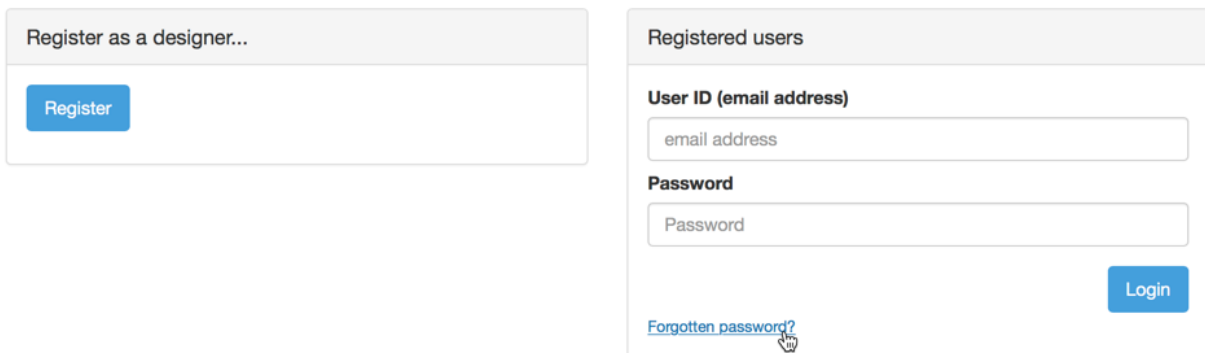 Register as a designer...
Register
Registered users
User ID (email address)
email address
Password
Password
Login
Forgotten password?